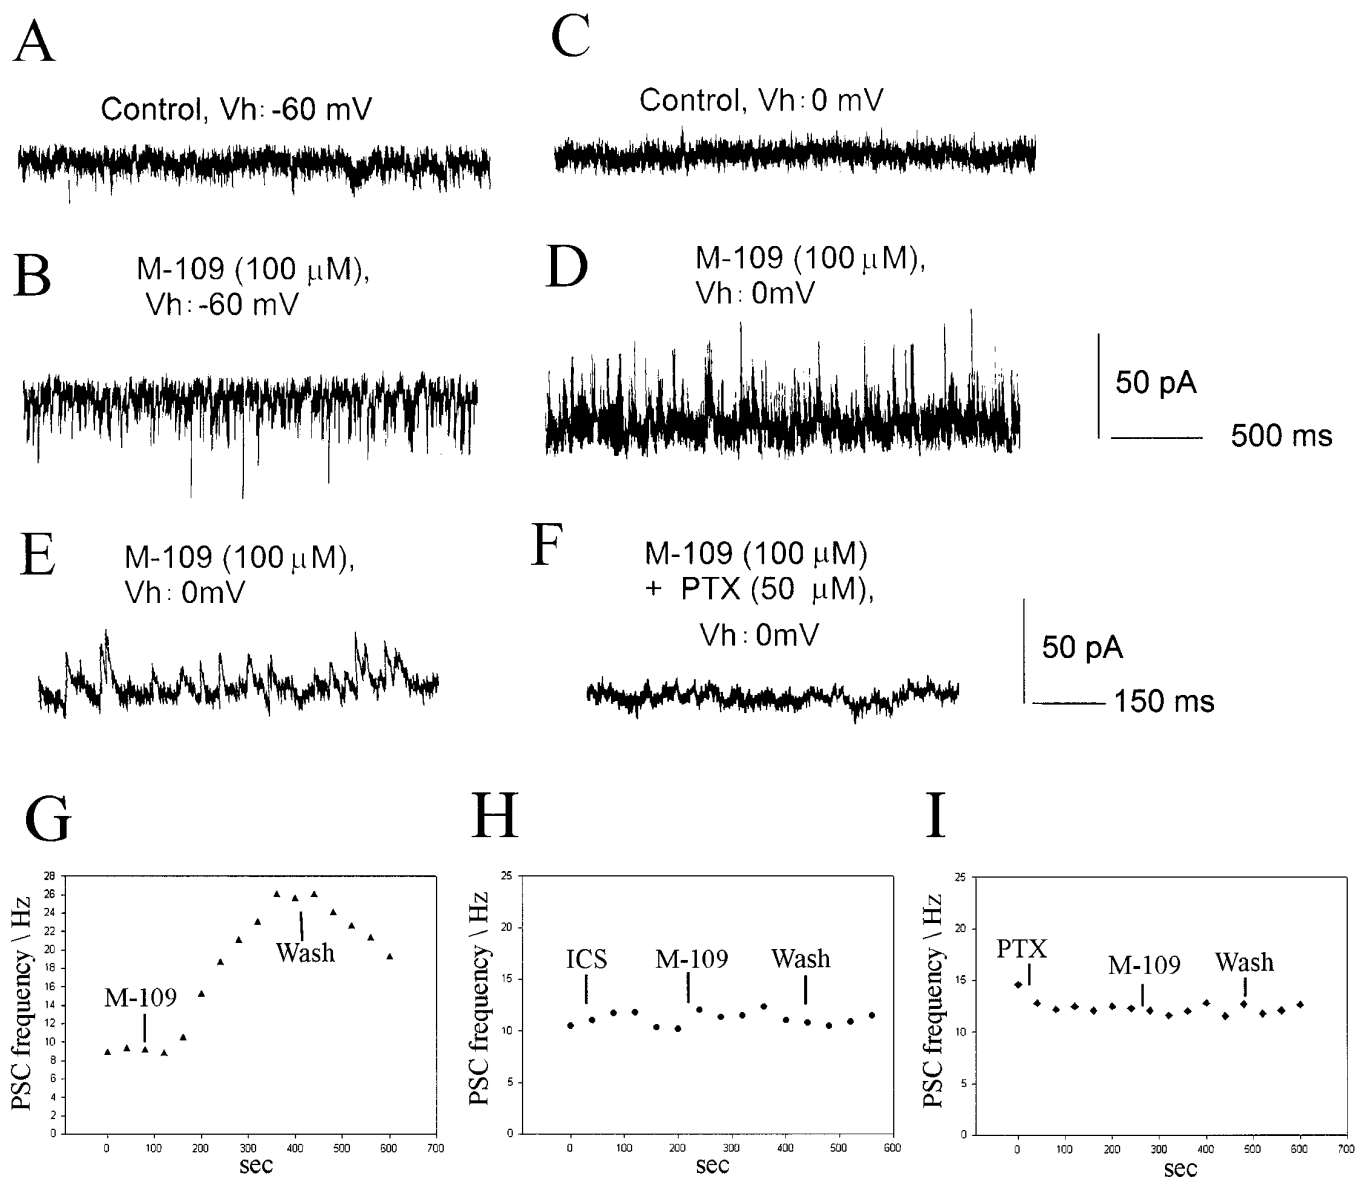 A
Control, Vh: -60 mV
C
Control, Vh: 0 mV
B
M-109 (100 μM),
Vh: -60 mV
D
M-109 (100 μM),
Vh: 0mV
50 pA
500 ms
E
M-109 (100 μM),
Vh: 0mV
F
M-109 (100 μM)
+ PTX (50 μM),
Vh: 0mV
50 pA
150 ms
G
PSC frequency \ Hz
28
26
24
22
20
18
16
14
12
10
8
6
4
2
0
M-109
Wash
0 100 200 300 400 500 600 700
sec
H
PSC frequency \ Hz
25
20
15
10
5
0
ICS
M-109
Wash
0 100 200 300 400 500 600
sec
I
PSC frequency \ Hz
25
20
15
10
5
0
PTX
M-109
Wash
0 100 200 300 400 500 600 700
sec